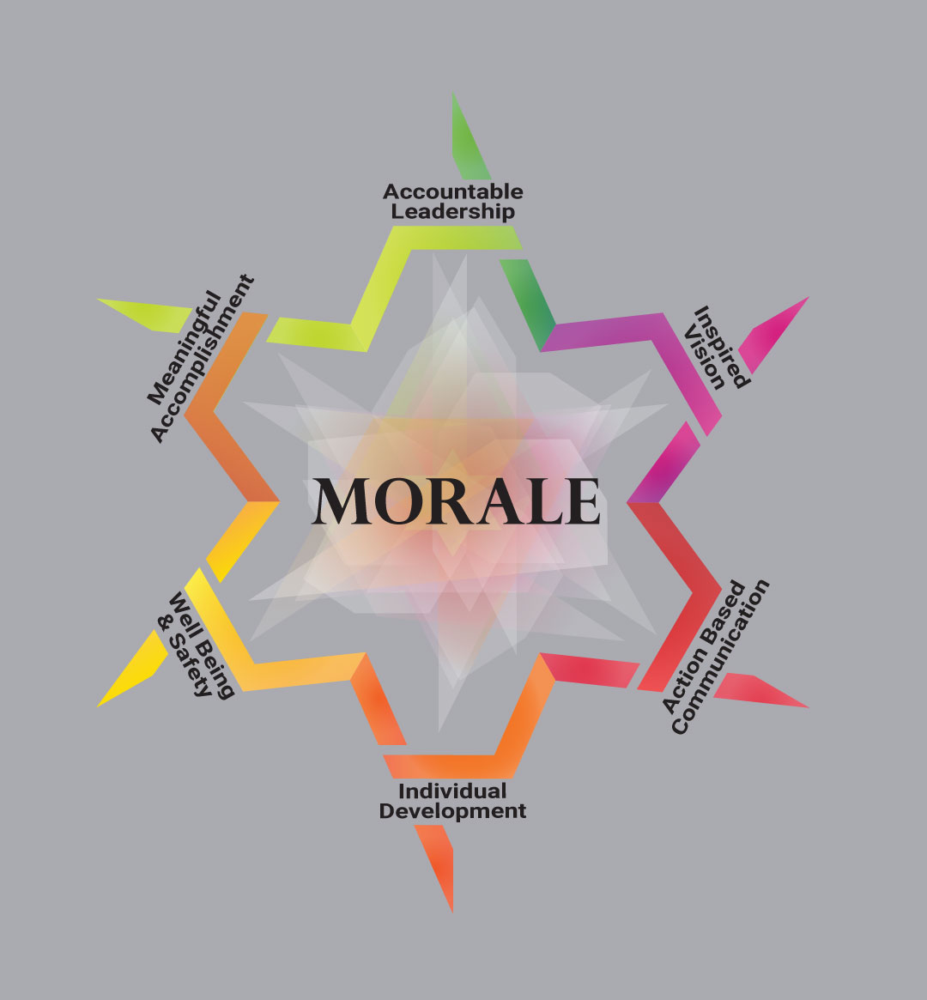 Accountable
Leadership
Meaningful
Accomplishment
Inspired
Vision
MORALE
Well Being
& Safety
Action Based
Communication
Individual
Development